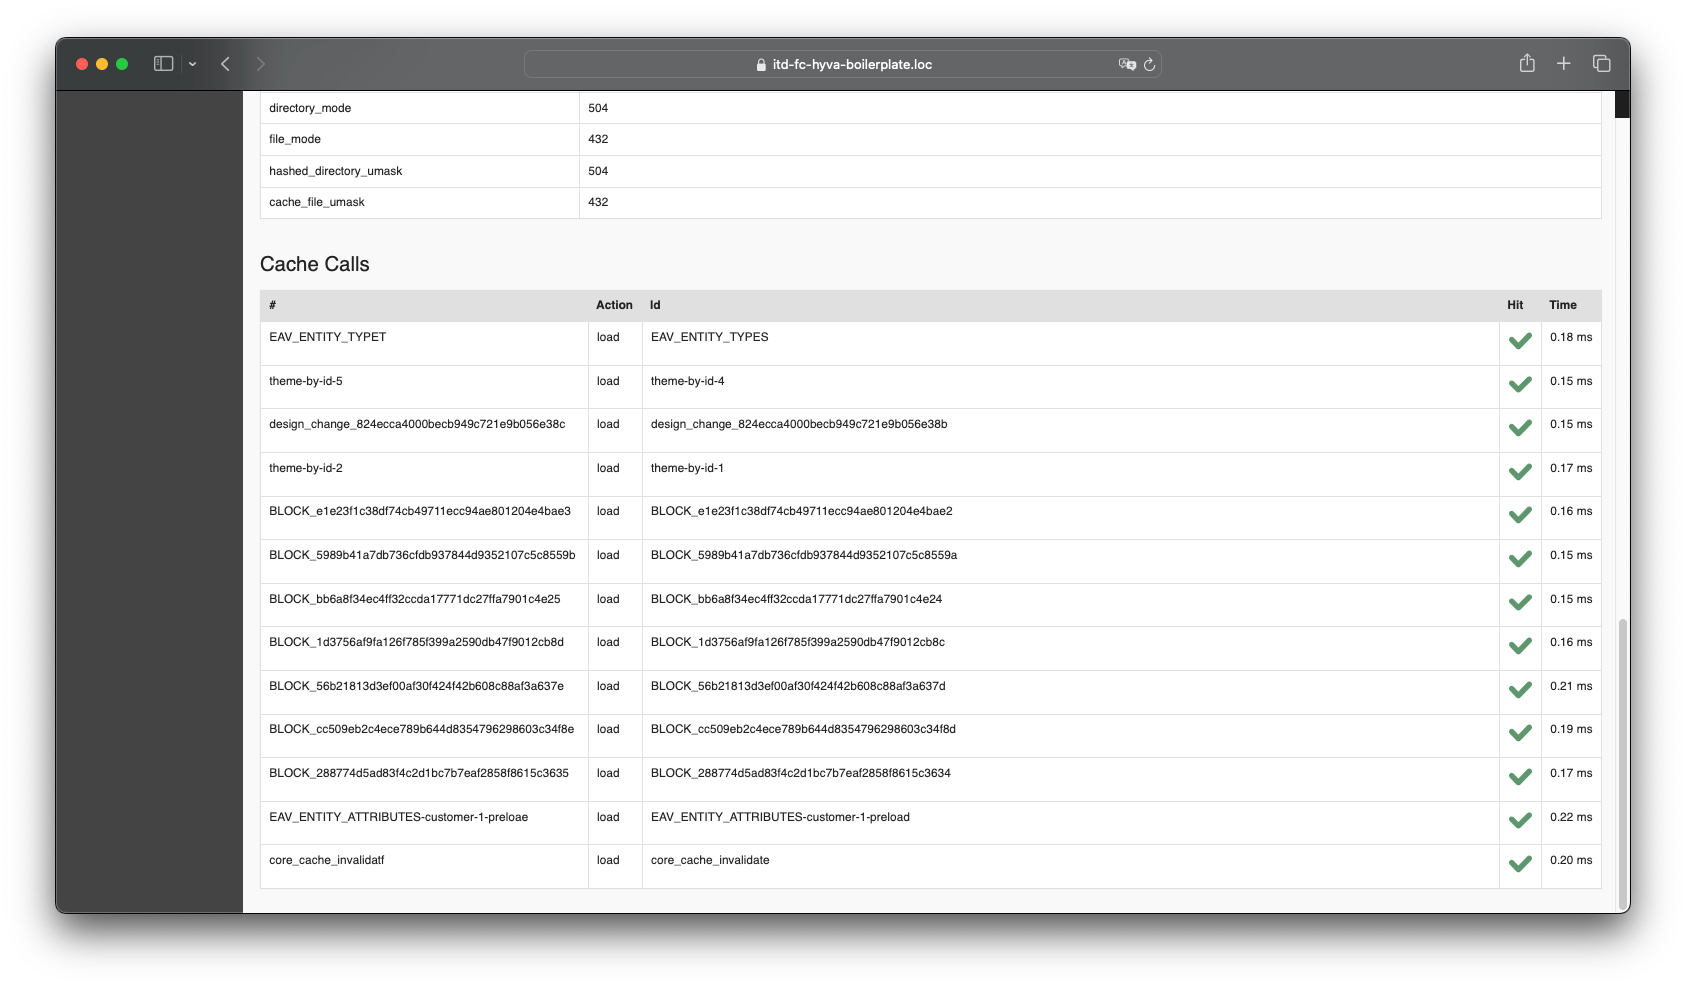 itd-fc-hyva-boilerplate.loc
directory_mode 504
file_mode 432
hashed_directory_umask 504
cache_file_umask 432
Cache Calls
# Action Id Hit Time
EAV_ENTITY_TYPET load EAV_ENTITY_TYPES 0.18 ms
theme-by-id-5 load theme-by-id-4 0.15 ms
design_change_824ecca4000becb949c721e9b056e38c load design_change_824ecca4000becb949c721e9b056e38b 0.15 ms
theme-by-id-2 load theme-by-id-1 0.17 ms
BLOCK_e1e23f1c38df74cb49711ecc94ae801204e4bae3 load BLOCK_e1e23f1c38df74cb49711ecc94ae801204e4bae2 0.16 ms
BLOCK_5989b41a7db736cfdb937844d9352107c5c8559b load BLOCK_5989b41a7db736cfdb937844d9352107c5c8559a 0.15 ms
BLOCK_bb6a8f34ec4ff32ccda17771dc27ffa7901c4e25 load BLOCK_bb6a8f34ec4ff32ccda17771dc27ffa7901c4e24 0.15 ms
BLOCK_1d3756af9fa126f785f399a2590db47f9012cb8d load BLOCK_1d3756af9fa126f785f399a2590db47f9012cb8c 0.16 ms
BLOCK_56b21813d3ef00af30f424f42b608c88af3a637e load BLOCK_56b21813d3ef00af30f424f42b608c88af3a637d 0.21 ms
BLOCK_cc509eb2c4ece789b644d8354796298603c34f8e load BLOCK_cc509eb2c4ece789b644d8354796298603c34f8d 0.19 ms
BLOCK_288774d5ad83f4c2d1bc7b7eaf2858f8615c3635 load BLOCK_288774d5ad83f4c2d1bc7b7eaf2858f8615c3634 0.17 ms
EAV_ENTITY_ATTRIBUTES-customer-1-preloae load EAV_ENTITY_ATTRIBUTES-customer-1-preload 0.22 ms
core_cache_invalidatf load core_cache_invalidate 0.20 ms